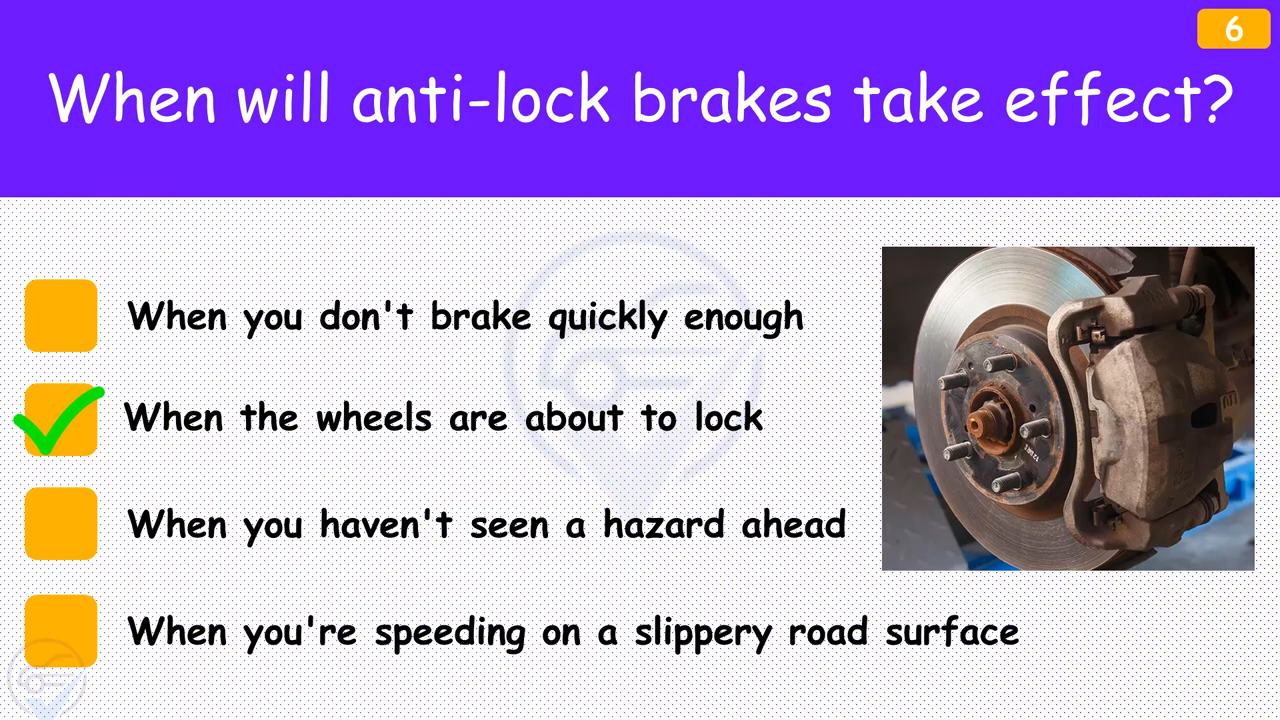 6
When will anti-lock brakes take effect?
When you don't brake quickly enough
When the wheels are about to lock
When you haven't seen a hazard ahead
When you're speeding on a slippery road surface